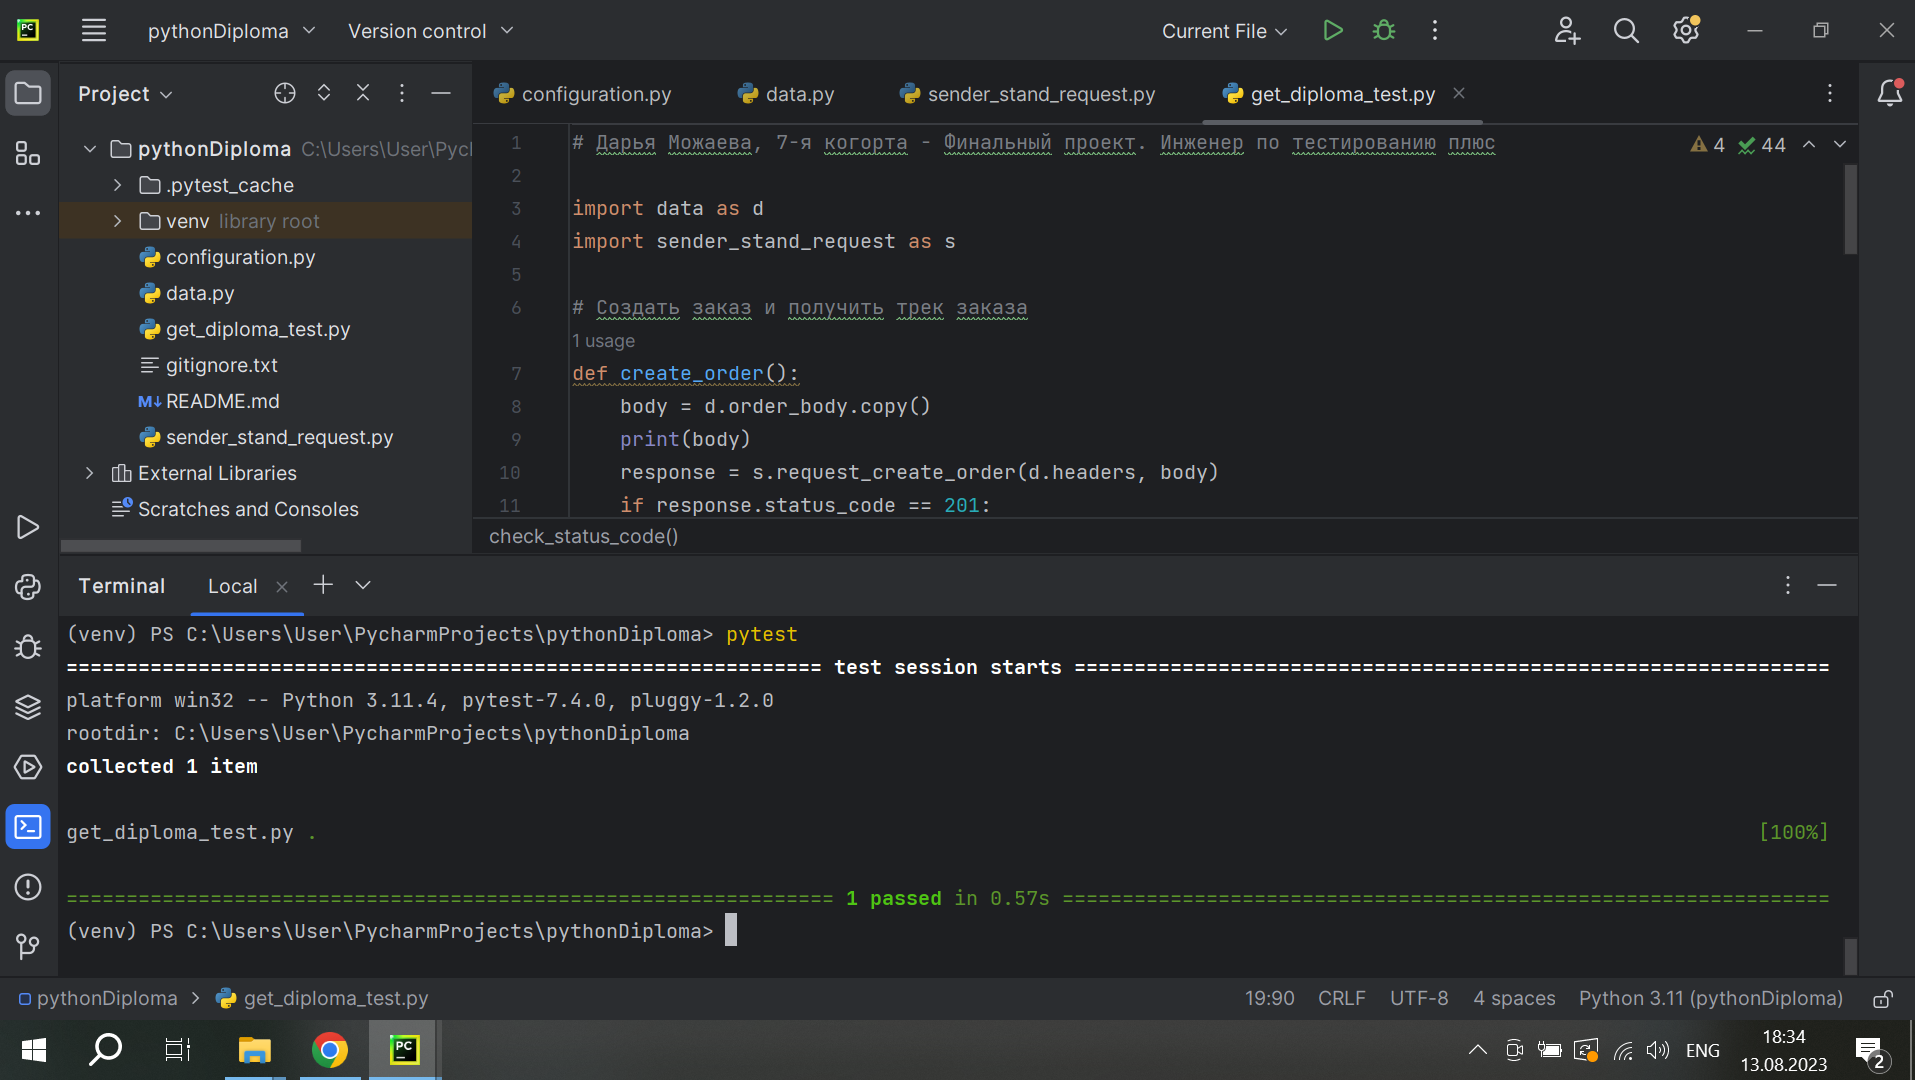 PC
pythonDiploma
Version control
Current File
Project
configuration.py
data.py
sender_stand_request.py
get_diploma_test.py
pythonDiploma C:\Users\User\Pycl
.pytest_cache
venv library root
configuration.py
data.py
get_diploma_test.py
gitignore.txt
M↓ README.md
sender_stand_request.py
External Libraries
Scratches and Consoles
4 44
1 # Дарья Можаева, 7-я когорта - Финальный проект. Инженер по тестированию плюс
2
3 import data as d
4 import sender_stand_request as s
5
6 # Создать заказ и получить трек заказа
1 usage
7 def create_order():
8 body = d.order_body.copy()
9 print(body)
10 response = s.request_create_order(d.headers, body)
11 if response.status_code == 201:
check_status_code()
Terminal
Local
(venv) PS C:\Users\User\PycharmProjects\pythonDiploma> pytest
=============================================================== test session starts ===============================================================
platform win32 -- Python 3.11.4, pytest-7.4.0, pluggy-1.2.0
rootdir: C:\Users\User\PycharmProjects\pythonDiploma
collected 1 item
get_diploma_test.py . [100%]
================================================================ 1 passed in 0.57s ================================================================
(venv) PS C:\Users\User\PycharmProjects\pythonDiploma>
pythonDiploma > get_diploma_test.py
19:90 CRLF UTF-8 4 spaces Python 3.11 (pythonDiploma)
PC
ENG
18:34
13.08.2023
2